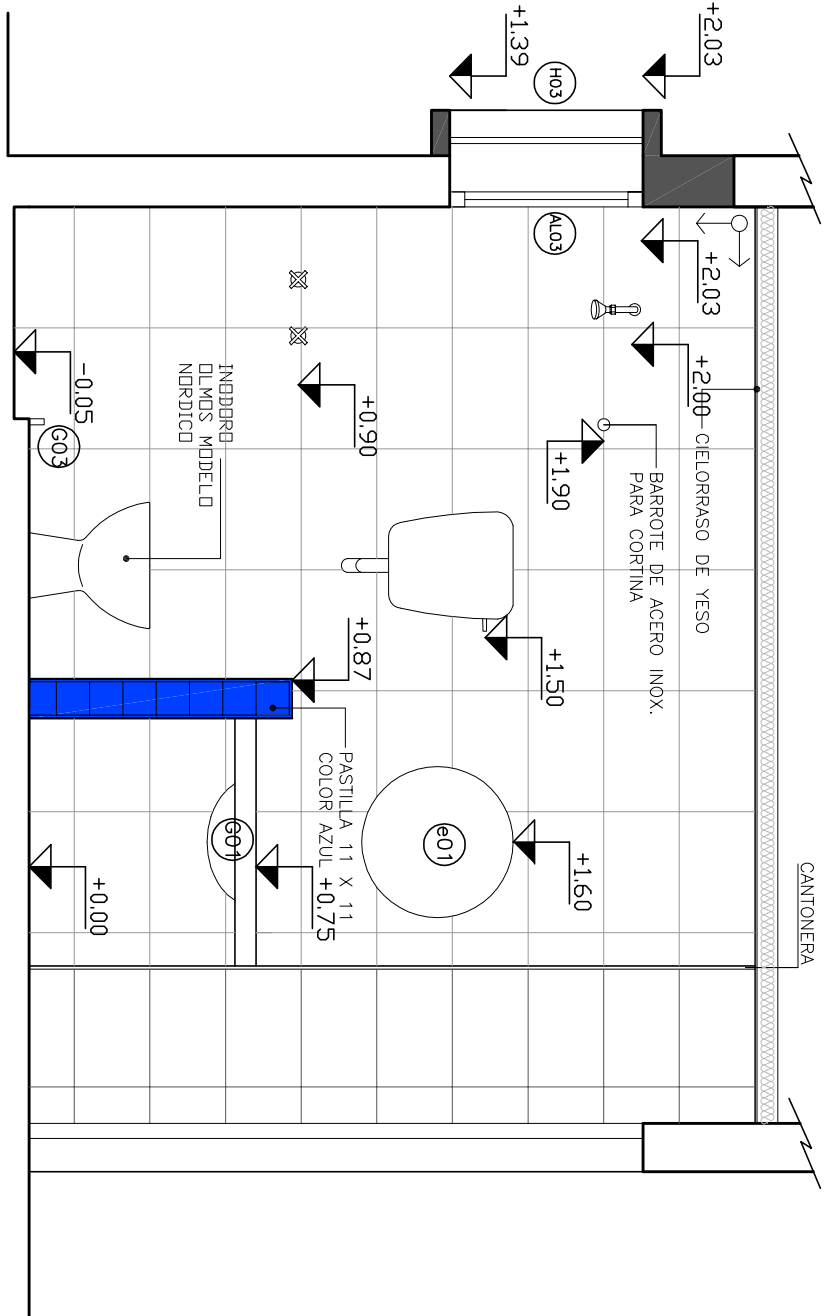 +2.03
+1.39
H03
AL03
+2.03
+2.00
CIELORRASO DE YESO
BARROTE DE ACERO INOX.
PARA CORTINA
+1.90
+0.90
INODORO
OLMOS MODELO
NORDICO
-0.05
G03
+1.50
+0.87
PASTILLA 11 X 11
COLOR AZUL
+1.60
e01
G01
+0.75
+0.00
CANTONERA